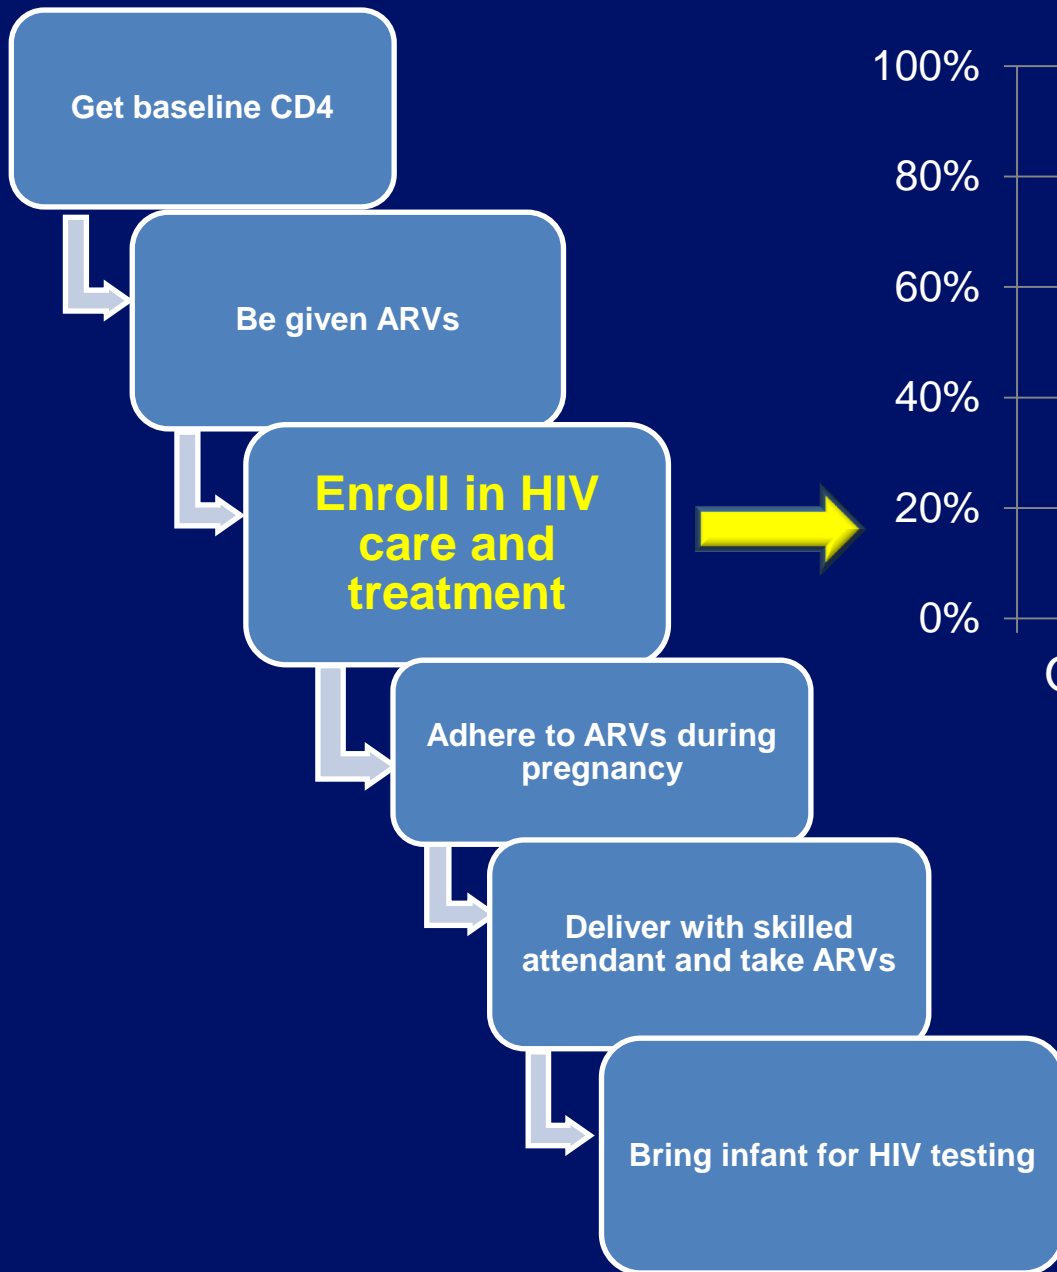 Get baseline CD4
Be given ARVs
Enroll in HIV
care and
treatment
Adhere to ARVs during
pregnancy
Deliver with skilled
attendant and take ARVs
Bring infant for HIV testing
100%
80%
60%
40%
20%
0%